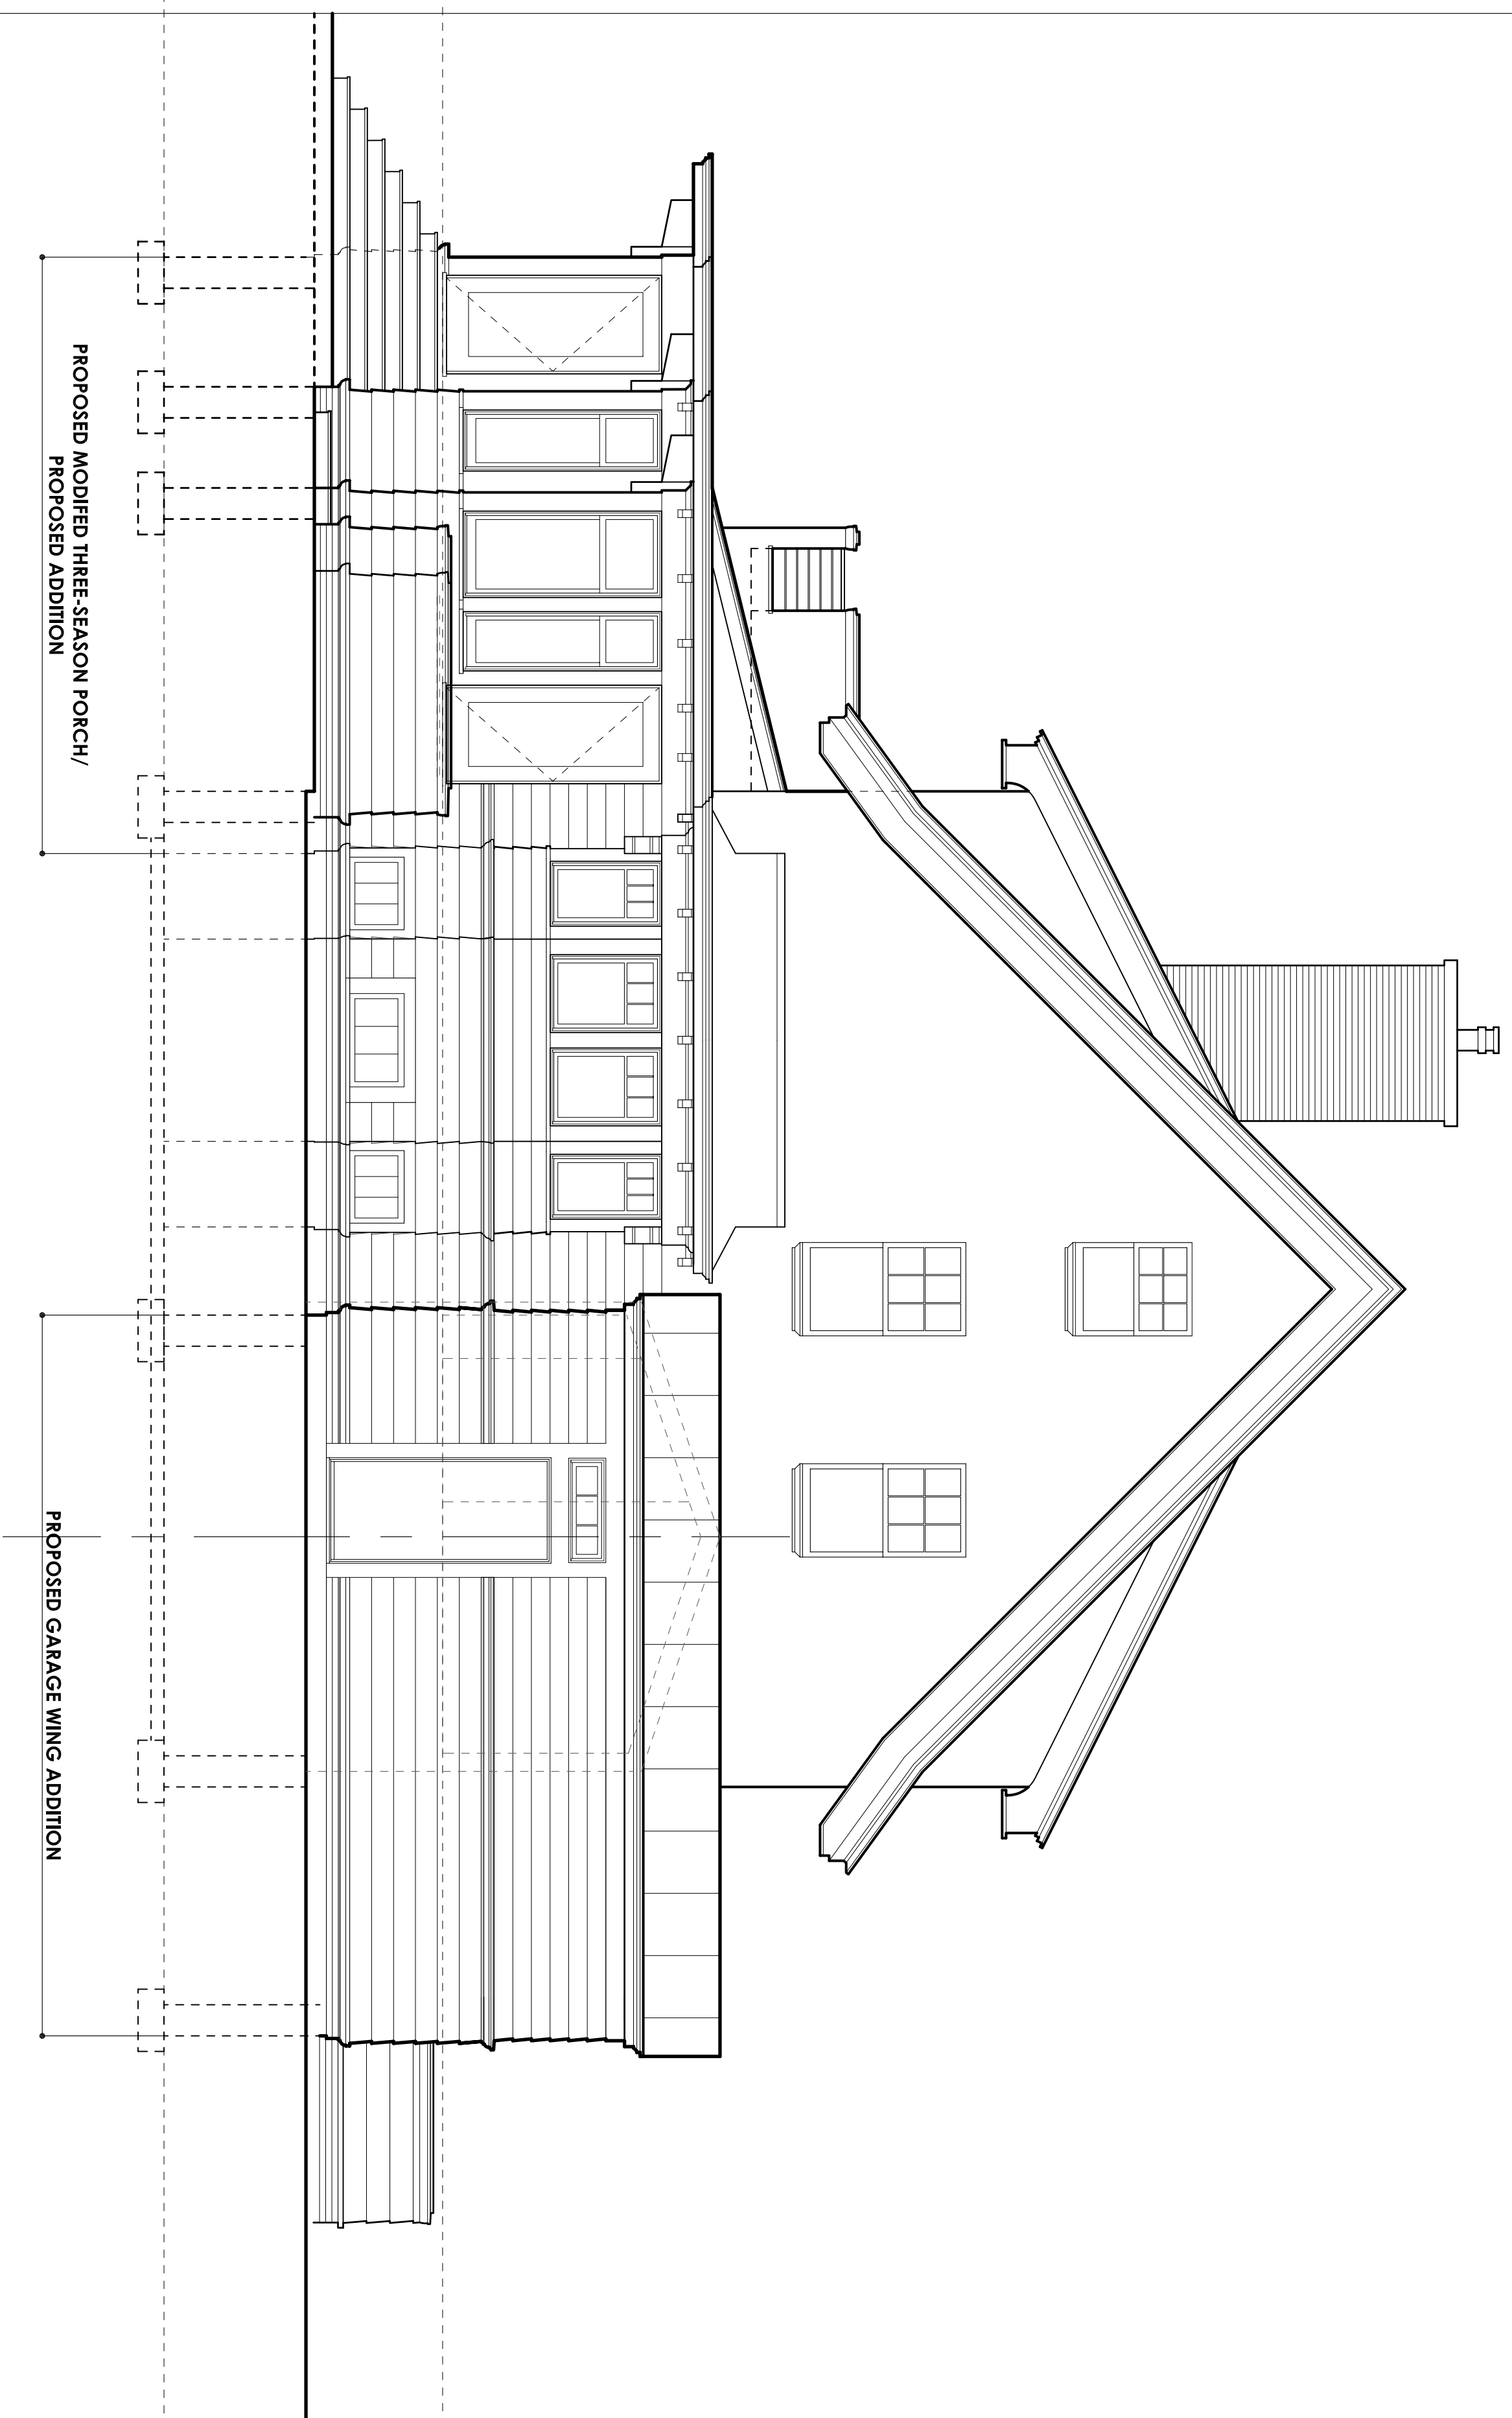 PROPOSED MODIFED THREE-SEASON PORCH/
PROPOSED ADDITION
PROPOSED GARAGE WING ADDITION